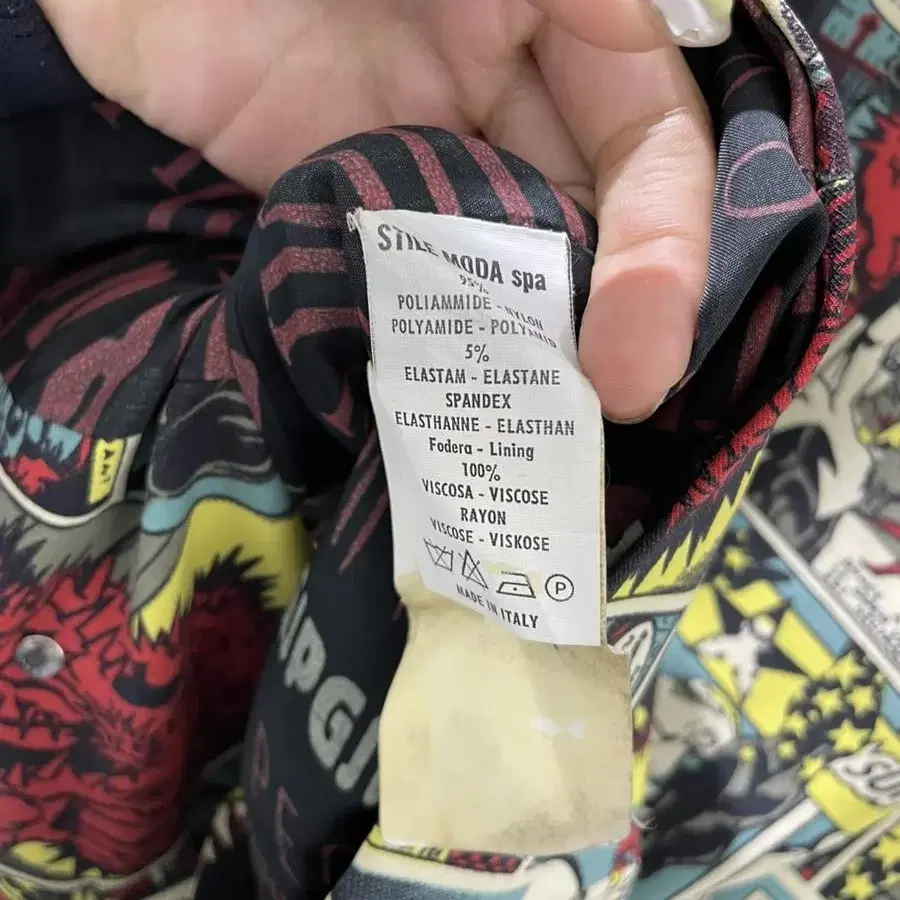 STILE MODA spa
95%
POLIAMMIDE - NYLON
POLYAMIDE - POLYAMID
5%
ELASTAM - ELASTANE
SPANDEX
ELASTHANNE - ELASTHAN
Fodera - Lining
100%
VISCOSA - VISCOSE
RAYON
VISCOSE - VISKOSE
P
MADE IN ITALY